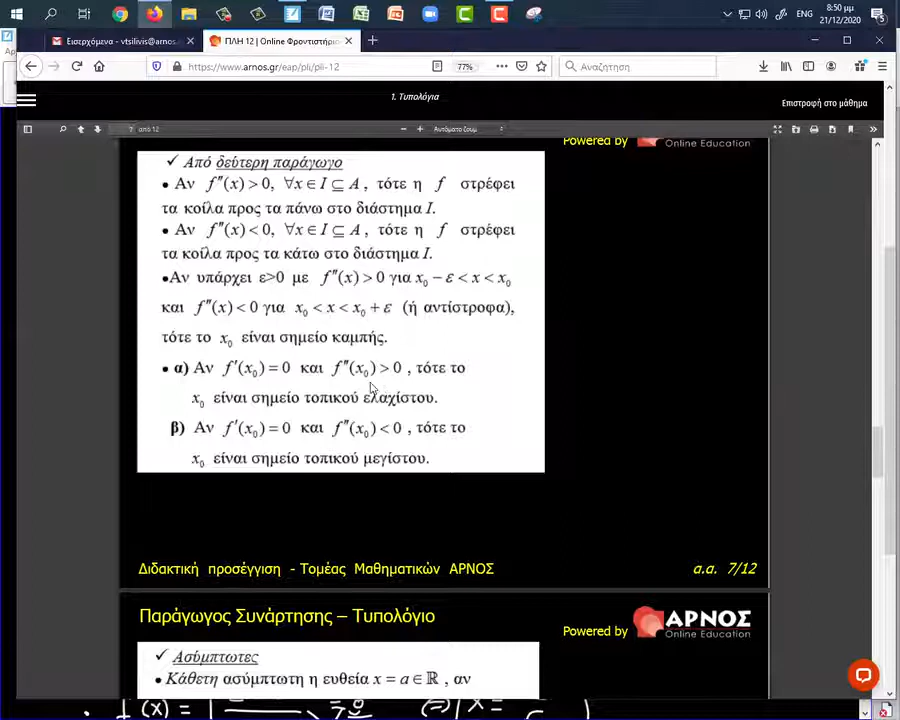 8:50 μμ
ENG
21/12/2020
5
Εισερχόμενα - vtsilivis@arnos.
ΠΛΗ 12 | Online Φροντιστήριο
https://www.arnos.gr/eap/pli/pli-12
77%
Αναζήτηση
1. Τυπολόγια
Επιστροφή στο μάθημα
7 από 12
Αυτόματο ζουμ
Powered by
Online Education
✓ Από δεύτερη παράγωγο
• Αν f″(x) > 0, ∀x ∈ I ⊆ A, τότε η f στρέφει
τα κοίλα προς τα πάνω στο διάστημα I.
• Αν f″(x) < 0, ∀x ∈ I ⊆ A, τότε η f στρέφει
τα κοίλα προς τα κάτω στο διάστημα I.
•Αν υπάρχει ε>0 με f″(x) > 0 για x₀ − ε < x < x₀
και f″(x) < 0 για x₀ < x < x₀ + ε (ή αντίστροφα),
τότε το x₀ είναι σημείο καμπής.
• α) Αν f′(x₀) = 0 και f″(x₀) > 0, τότε το
x₀ είναι σημείο τοπικού ελαχίστου.
β) Αν f′(x₀) = 0 και f″(x₀) < 0, τότε το
x₀ είναι σημείο τοπικού μεγίστου.
Διδακτική προσέγγιση - Τομέας Μαθηματικών ΑΡΝΟΣ
α.α. 7/12
Παράγωγος Συνάρτησης – Τυπολόγιο
Powered by
ΑΡΝΟΣ
Online Education
✓ Ασύμπτωτες
• Κάθετη ασύμπτωτη η ευθεία x = a ∈ ℝ, αν
f(x) =